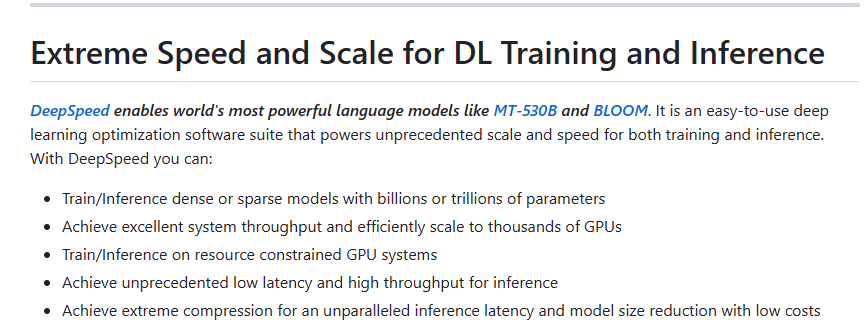 Extreme Speed and Scale for DL Training and Inference
DeepSpeed enables world's most powerful language models like MT-530B and BLOOM. It is an easy-to-use deep
learning optimization software suite that powers unprecedented scale and speed for both training and inference.
With DeepSpeed you can:
• Train/Inference dense or sparse models with billions or trillions of parameters
• Achieve excellent system throughput and efficiently scale to thousands of GPUs
• Train/Inference on resource constrained GPU systems
• Achieve unprecedented low latency and high throughput for inference
• Achieve extreme compression for an unparalleled inference latency and model size reduction with low costs